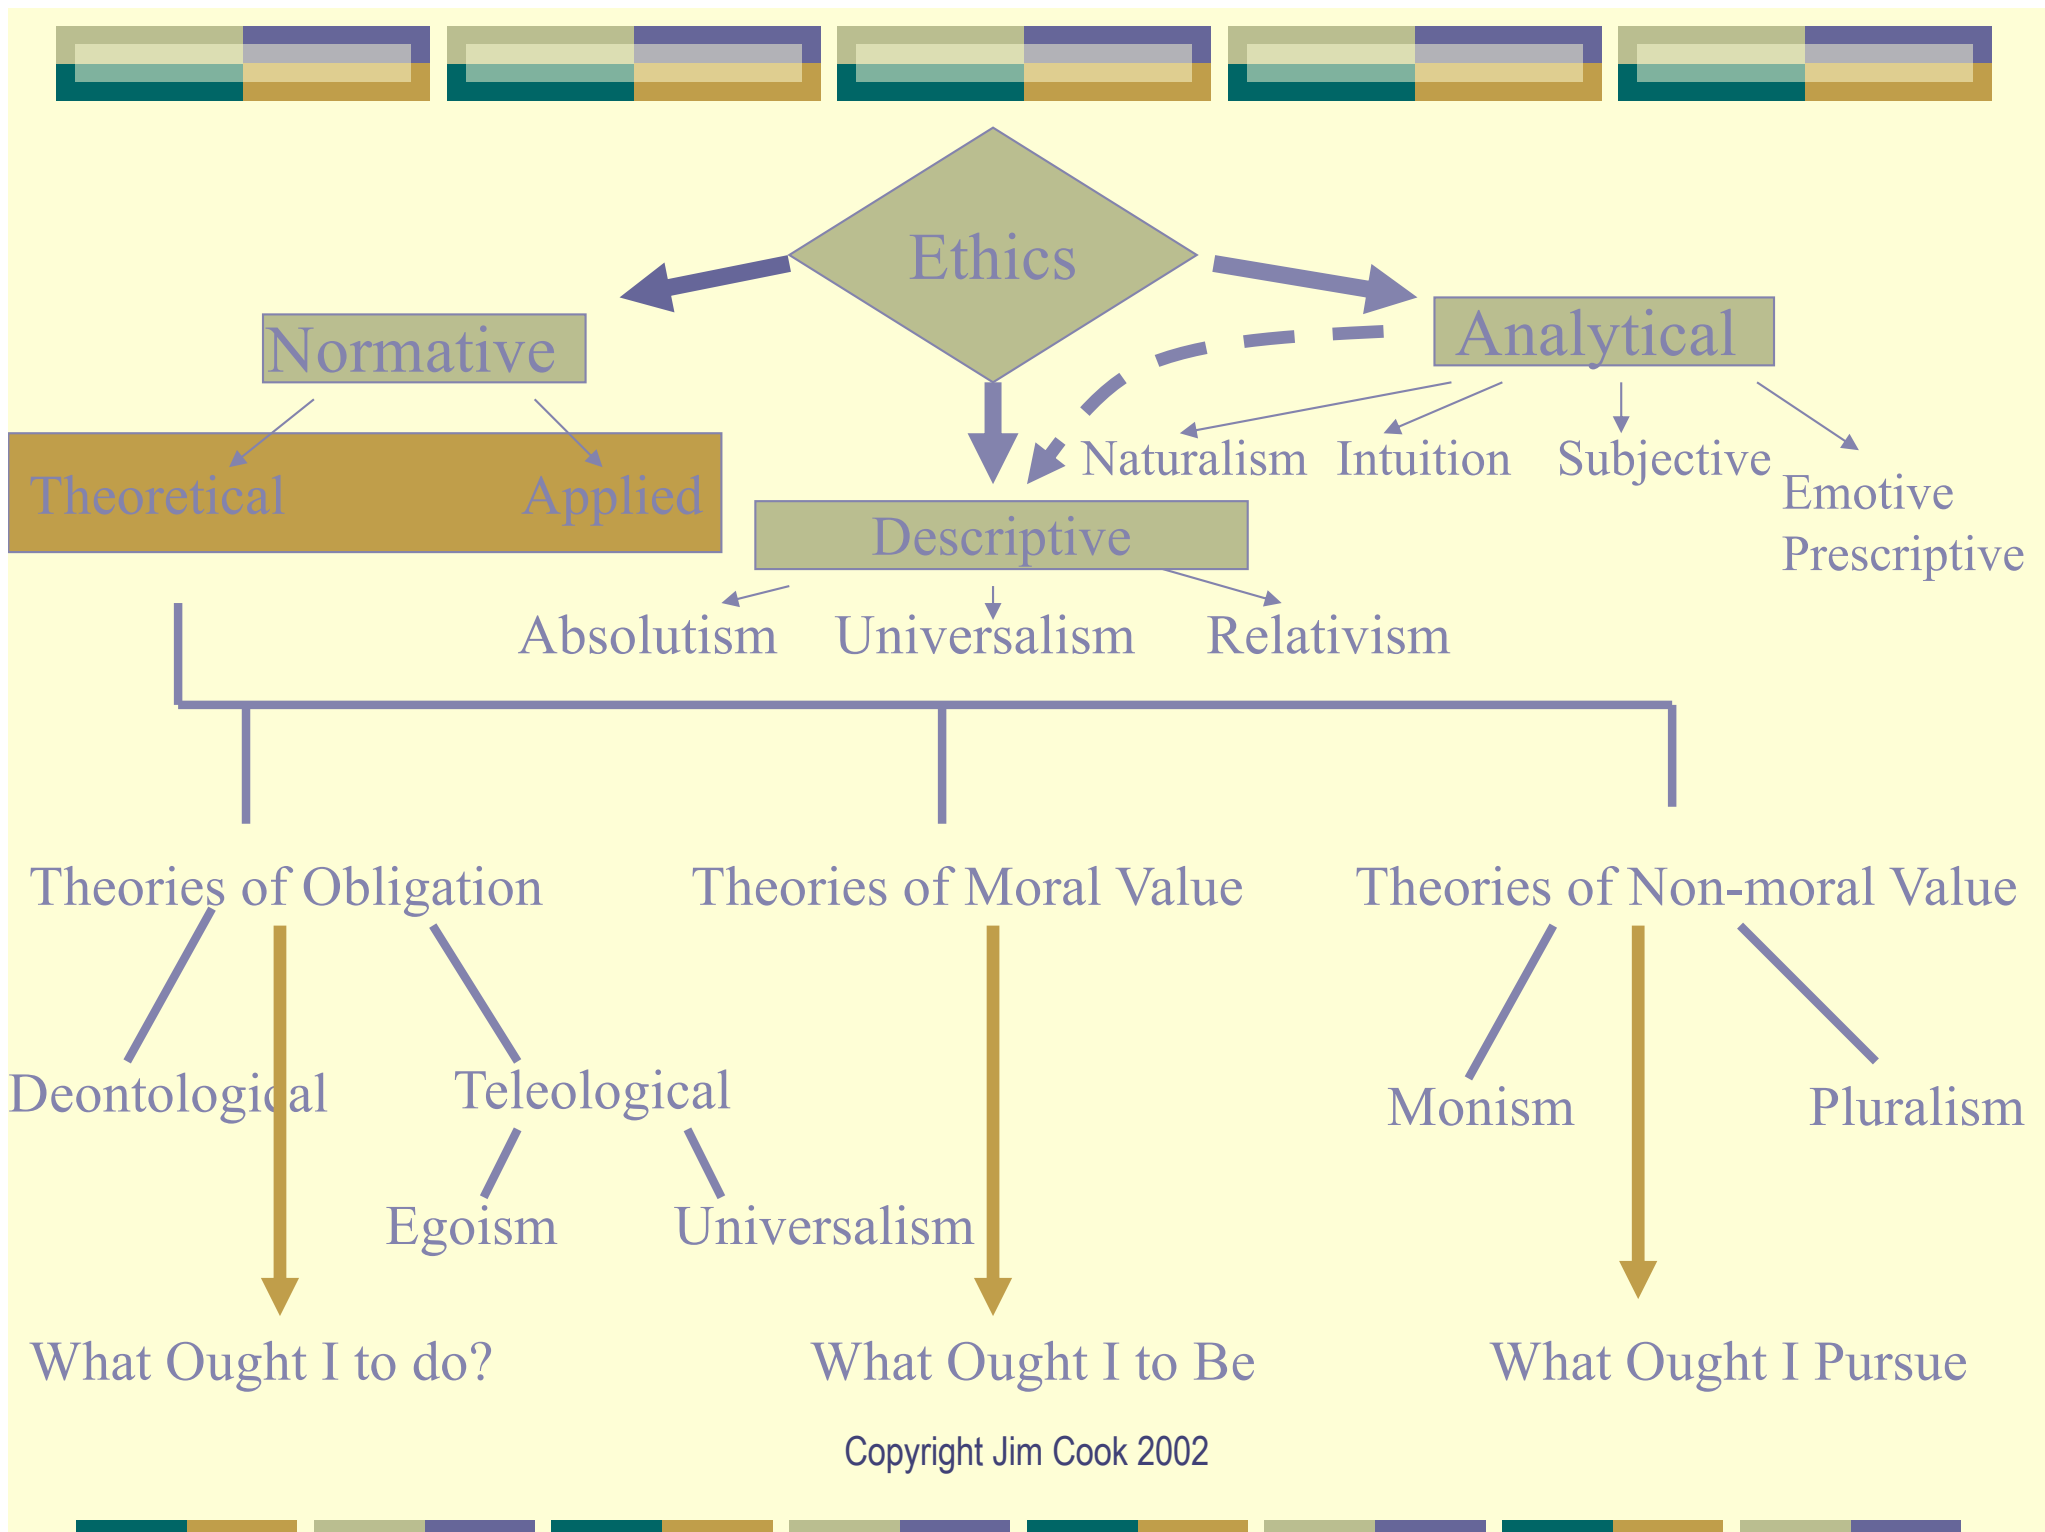 Ethics
Normative
Analytical
Naturalism
Intuition
Subjective
Emotive
Prescriptive
Theoretical
Applied
Descriptive
Absolutism
Universalism
Relativism
Theories of Obligation
Theories of Moral Value
Theories of Non-moral Value
Deontological
Teleological
Monism
Pluralism
Egoism
Universalism
What Ought I to do?
What Ought I to Be
What Ought I Pursue
Copyright Jim Cook 2002